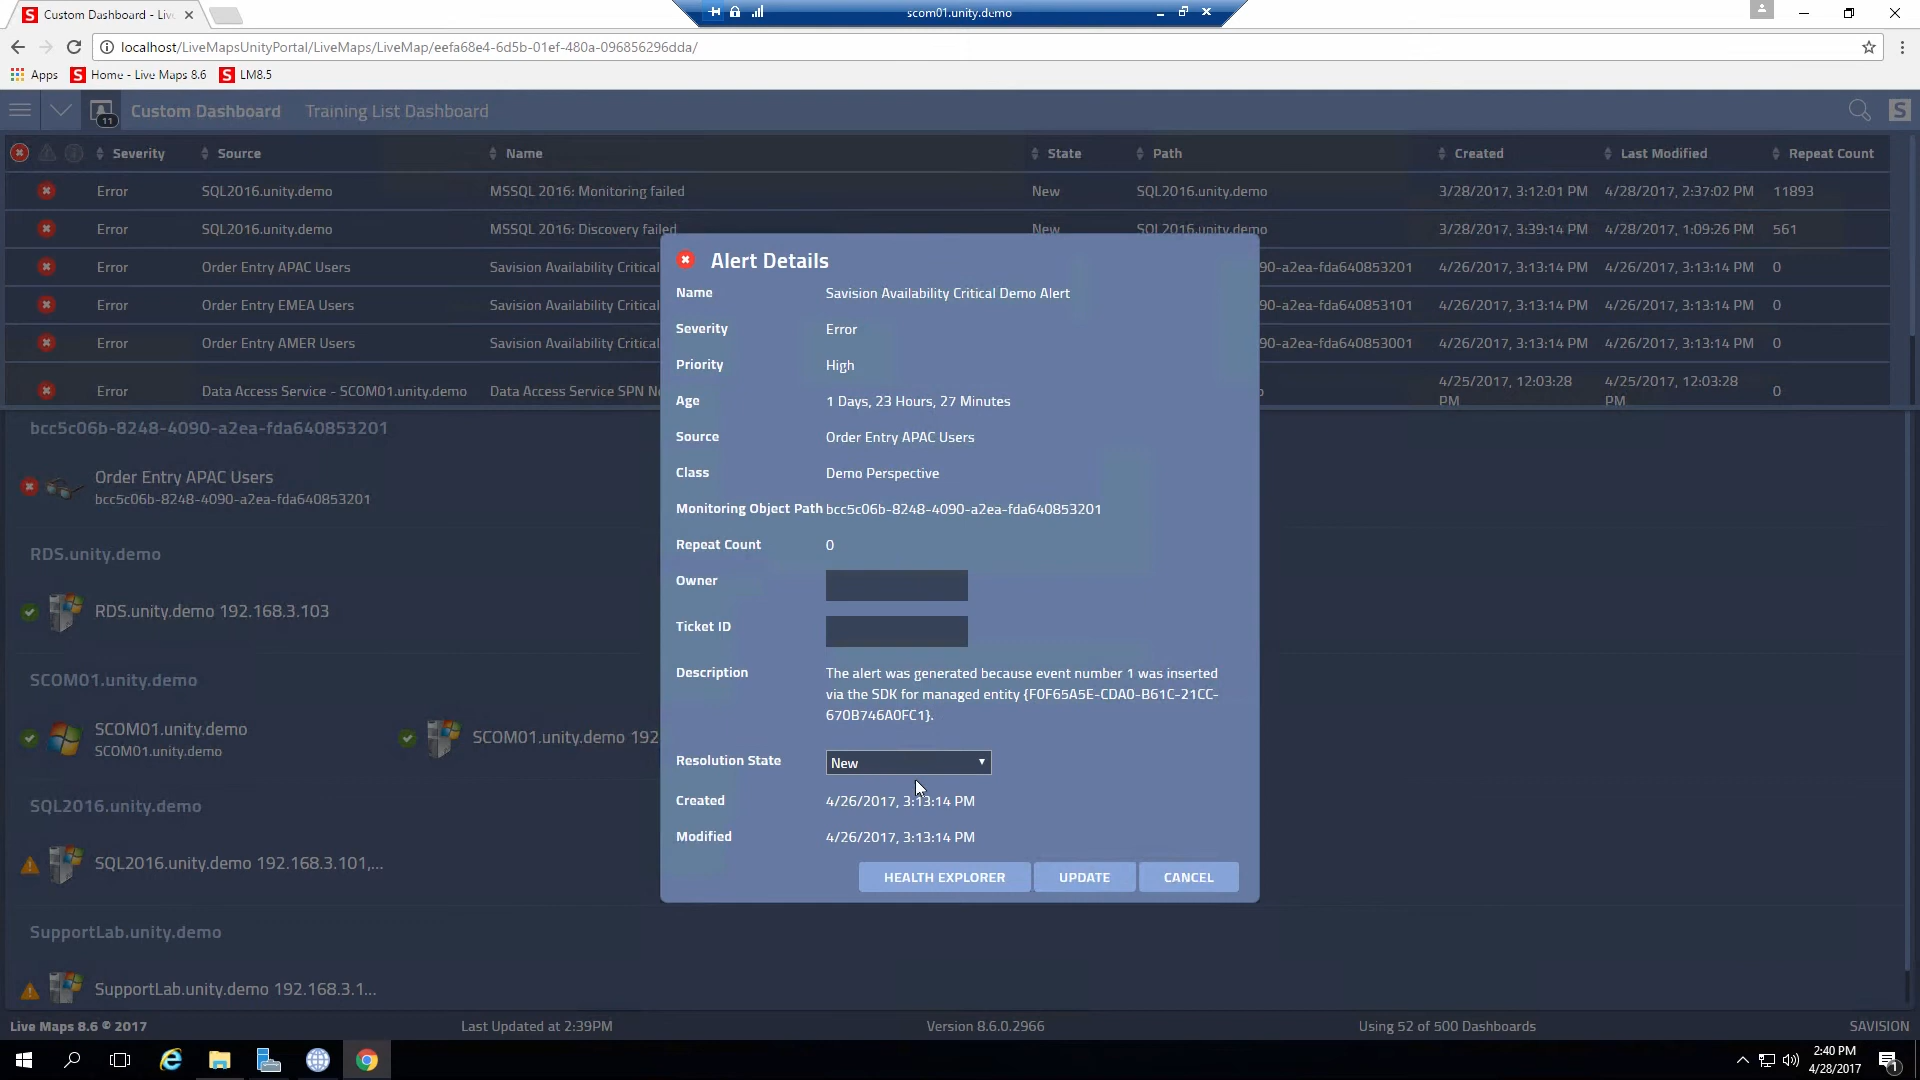 Custom Dashboard - Liv
scom01.unity.demo
localhost/LiveMapsUnityPortal/LiveMaps/LiveMap/eefa68e4-6d5b-01ef-480a-096856296dda/
Apps Home - Live Maps 8.6 LM8.5
11 Custom Dashboard Training List Dashboard
Severity Source Name State Path Created Last Modified Repeat Count
Error SQL2016.unity.demo MSSQL 2016: Monitoring failed New SQL2016.unity.demo 3/28/2017, 3:12:01 PM 4/28/2017, 2:37:02 PM 11893
Error SQL2016.unity.demo MSSQL 2016: Discovery failed New SQL2016.unity.demo 3/28/2017, 3:39:14 PM 4/28/2017, 1:09:26 PM 561
Error Order Entry APAC Users Savision Availability Critical 90-a2ea-fda640853201 4/26/2017, 3:13:14 PM 4/26/2017, 3:13:14 PM 0
Error Order Entry EMEA Users Savision Availability Critical 90-a2ea-fda640853101 4/26/2017, 3:13:14 PM 4/26/2017, 3:13:14 PM 0
Error Order Entry AMER Users Savision Availability Critical 90-a2ea-fda640853001 4/26/2017, 3:13:14 PM 4/26/2017, 3:13:14 PM 0
Error Data Access Service - SCOM01.unity.demo Data Access Service SPN 4/25/2017, 12:03:28 PM 4/25/2017, 12:03:28 PM 0
Alert Details
Name Savision Availability Critical Demo Alert
Severity Error
Priority High
Age 1 Days, 23 Hours, 27 Minutes
Source Order Entry APAC Users
Class Demo Perspective
Monitoring Object Path bcc5c06b-8248-4090-a2ea-fda640853201
Repeat Count 0
Owner
Ticket ID
Description The alert was generated because event number 1 was inserted
via the SDK for managed entity {F0F65A5E-CDA0-B61C-21CC-
670B746A0FC1}.
Resolution State New
Created 4/26/2017, 3:13:14 PM
Modified 4/26/2017, 3:13:14 PM
HEALTH EXPLORER UPDATE CANCEL
bcc5c06b-8248-4090-a2ea-fda640853201
Order Entry APAC Users
bcc5c06b-8248-4090-a2ea-fda640853201
RDS.unity.demo
RDS.unity.demo 192.168.3.103
SCOM01.unity.demo
SCOM01.unity.demo
SCOM01.unity.demo
SCOM01.unity.demo 192
SQL2016.unity.demo
SQL2016.unity.demo 192.168.3.101,...
SupportLab.unity.demo
SupportLab.unity.demo 192.168.3.1...
Live Maps 8.6 © 2017 Last Updated at 2:39PM Version 8.6.0.2966 Using 52 of 500 Dashboards SAVISION
2:40 PM
4/28/2017
1